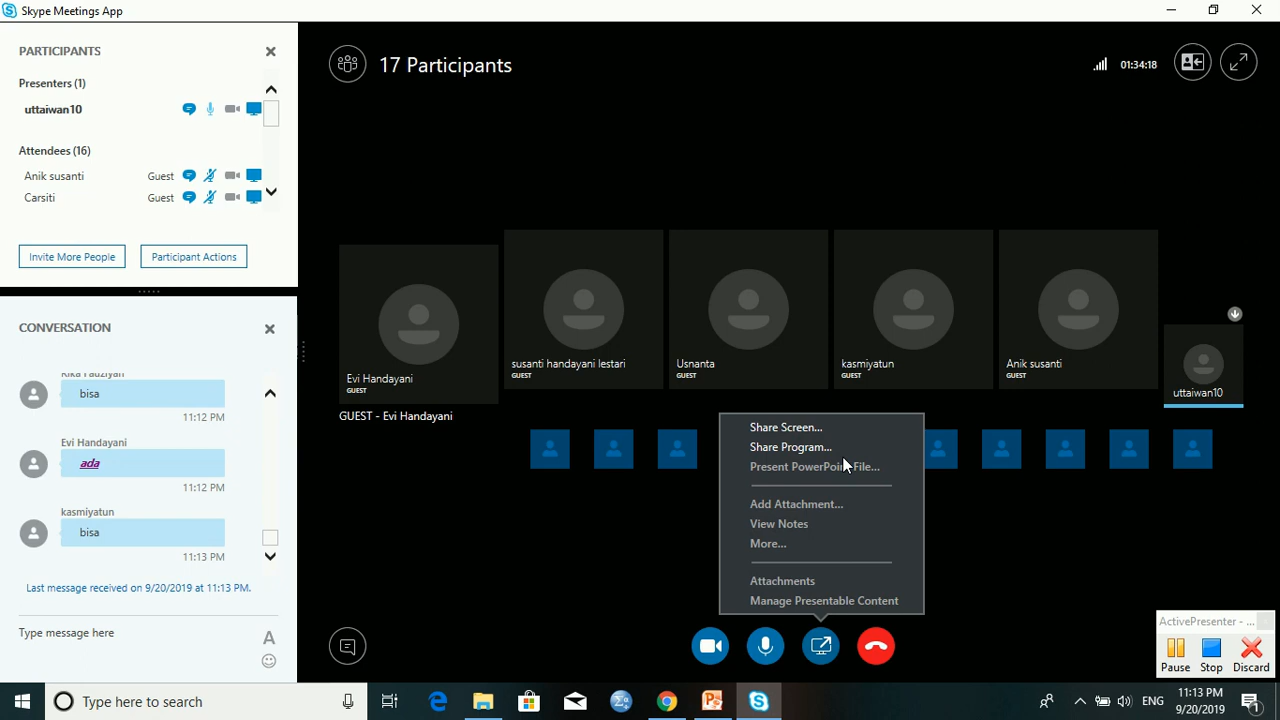 Skype Meetings App
PARTICIPANTS
Presenters (1)
uttaiwan10
Attendees (16)
Anik susanti Guest
Carsiti Guest
Invite More People Participant Actions
CONVERSATION
bisa
11:12 PM
Evi Handayani
ada
11:12 PM
kasmiyatun
bisa
11:13 PM
Last message received on 9/20/2019 at 11:13 PM.
Type message here
A
17 Participants
01:34:18
Evi Handayani
GUEST
susanti handayani lestari
GUEST
Usnanta
GUEST
kasmiyatun
GUEST
Anik susanti
GUEST
uttaiwan10
GUEST - Evi Handayani
Share Screen...
Share Program...
Present PowerPoint File...
Add Attachment...
View Notes
More...
Attachments
Manage Presentable Content
ActivePresenter - ...
Pause Stop Discard
Type here to search
ENG
11:13 PM
9/20/2019
1